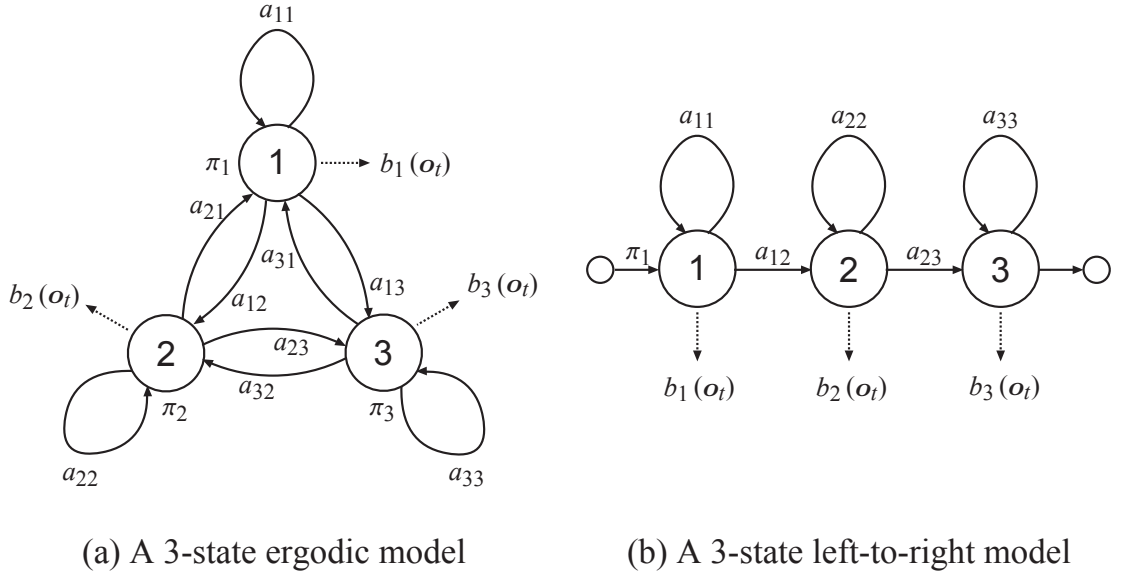 a11
π1 1 b1(ot)
a21
a31
a12
a13
b2(ot)
b3(ot)
2
a23
3
a32
π2
π3
a22
a33
(a) A 3-state ergodic model
a11 a22 a33
π1 1 a12 2 a23 3
b1(ot) b2(ot) b3(ot)
(b) A 3-state left-to-right model